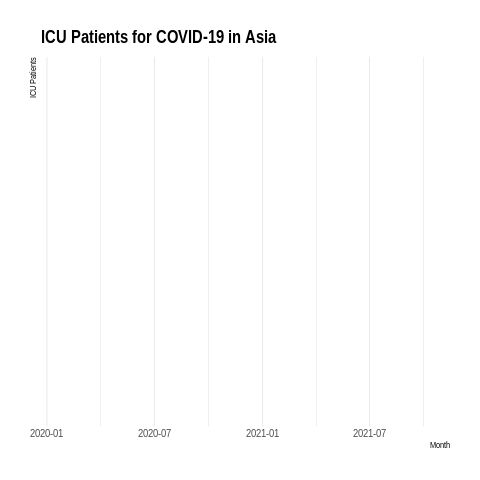 ICU Patients for COVID-19 in Asia
ICU Patients
2020-01 2020-07 2021-01 2021-07
Month